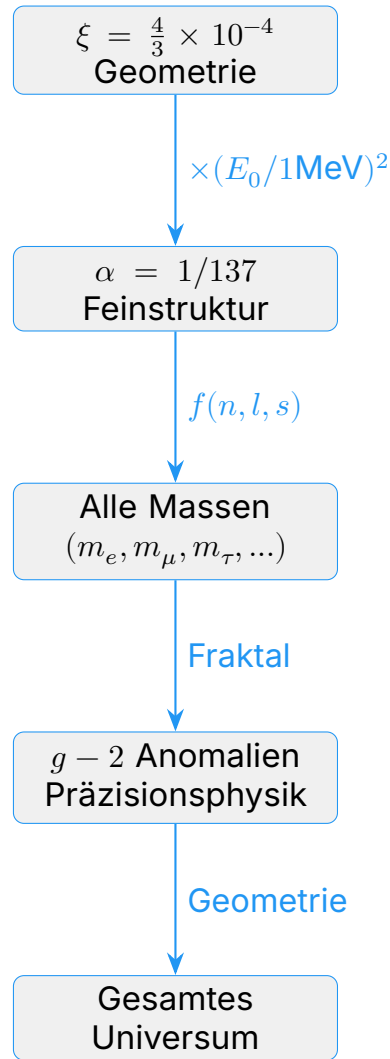 ξ = 4/3 × 10⁻⁴
Geometrie
×(E₀/1MeV)²
α = 1/137
Feinstruktur
f(n, l, s)
Alle Massen
(mₑ, m_μ, m_τ, ...)
Fraktal
g − 2 Anomalien
Präzisionsphysik
Geometrie
Gesamtes
Universum